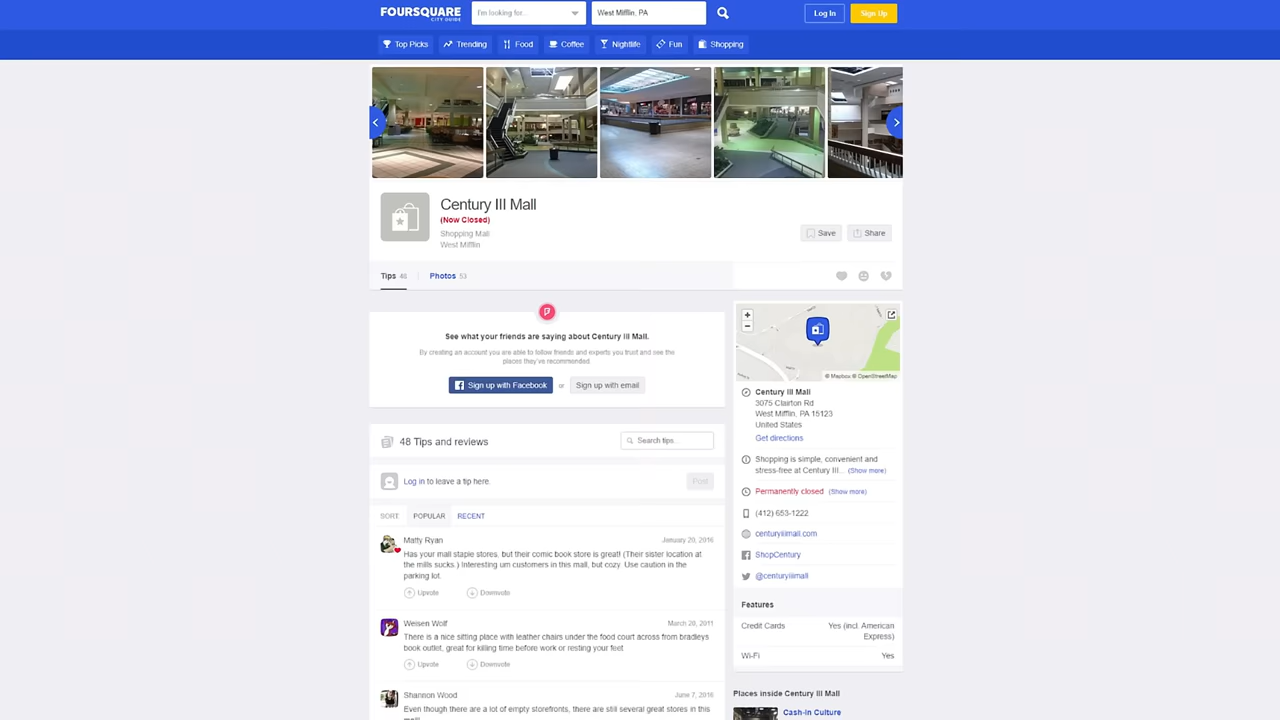 FOURSQUARE
CITY GUIDE
I'm looking for...
West Mifflin, PA
Log In
Sign Up
Top Picks
Trending
Food
Coffee
Nightlife
Fun
Shopping
Century III Mall
(Now Closed)
Shopping Mall
West Mifflin
Save
Share
Tips
Photos 53
See what your friends are saying about Century III Mall.
By creating an account you are able to follow friends and experts you trust and see the
places they've recommended.
Sign up with Facebook
or
Sign up with email
48 Tips and reviews
Search tips..
Log in to leave a tip here.
Post
SORT:
POPULAR
RECENT
Matty Ryan
January 20, 2016
Has your mall staple stores, but their comic book store is great! (Their sister location at
the mills sucks.) Interesting um customers in this mall, but cozy. Use caution in the
parking lot.
Upvote
Downvote
Weisen Wolf
March 20, 2011
There is a nice sitting place with leather chairs under the food court across from bradleys
book outlet, great for killing time before work or resting your feet
Upvote
Downvote
Shannon Wood
June 7, 2016
Even though there are a lot of empty storefronts, there are still several great stores in this
+
−
© Mapbox © OpenStreetMap
Century III Mall
3075 Clairton Rd
West Mifflin, PA 15123
United States
Get directions
Shopping is simple, convenient and
stress-free at Century III... (Show more)
Permanently closed (Show more)
(412) 653-1222
centuryiiimall.com
ShopCentury
@centuryiiimall
Features
Credit Cards
Yes (incl. American
Express)
Wi-Fi
Yes
Places inside Century III Mall
Cash-in Culture